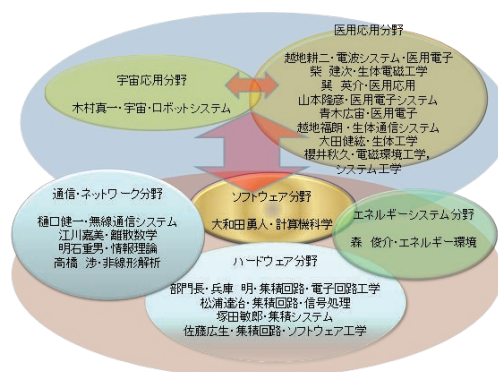 医用応用分野
越地耕二・電波システム・医用電子
柴 建次・生体電磁工学
巽 英介・医用応用
山本隆彦・医用電子システム
青木広宙・医用電子
越地福朗・生体通信システム
大田健紘・生体工学
櫻井秋久・電磁環境工学,
システム工学
宇宙応用分野
木村真一・宇宙・ロボットシステム
通信・ネットワーク分野
樋口健一・無線通信システム
江川嘉美・離散数学
明石重男・情報理論
高橋 渉・非線形解析
ソフトウェア分野
大和田勇人・計算機科学
エネルギーシステム分野
森 俊介・エネルギー環境
ハードウェア分野
部門長・兵庫 明・集積回路・電子回路工学
松浦達治・集積回路・信号処理
塚田敏郎・集積システム
佐藤広生・集積回路・ソフトウェア工学